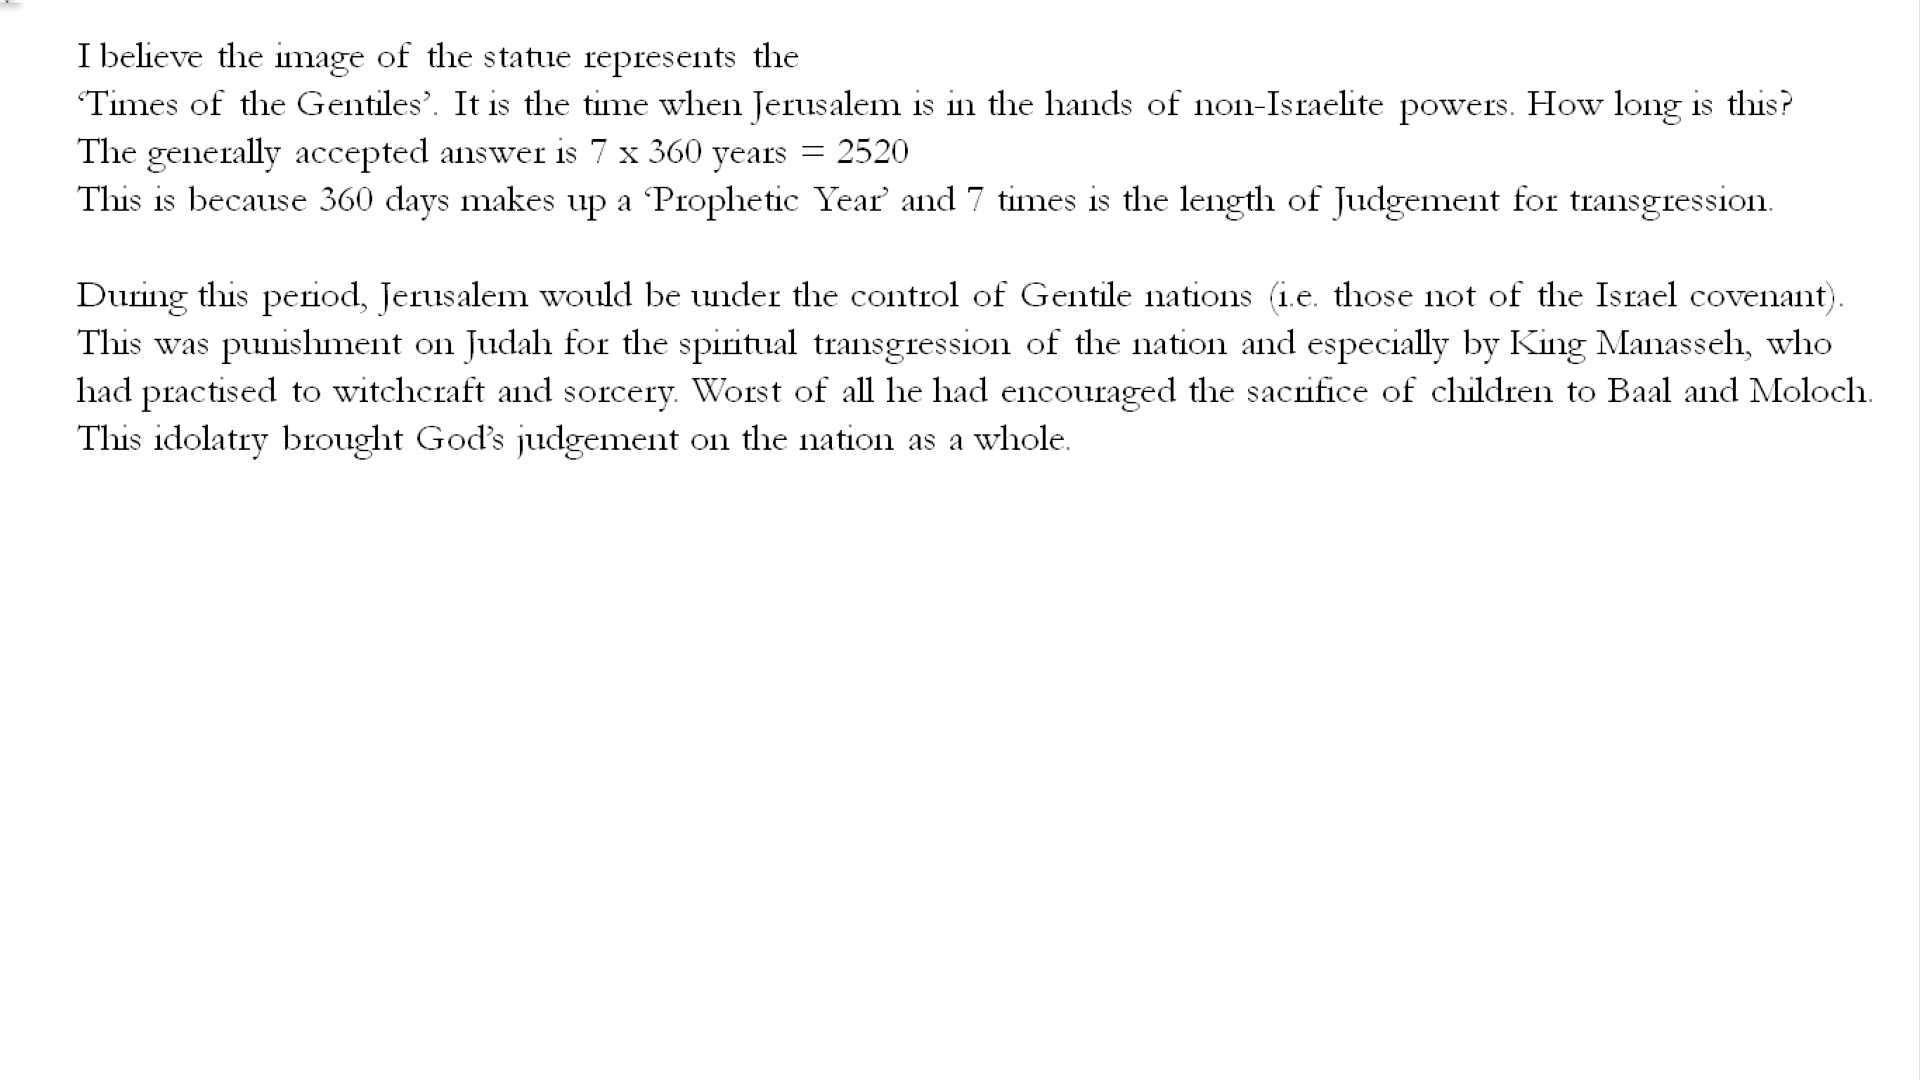 I believe the image of the statue represents the
‘Times of the Gentiles’. It is the time when Jerusalem is in the hands of non-Israelite powers. How long is this?
The generally accepted answer is 7 x 360 years = 2520
This is because 360 days makes up a ‘Prophetic Year’ and 7 times is the length of Judgement for transgression.
During this period, Jerusalem would be under the control of Gentile nations (i.e. those not of the Israel covenant).
This was punishment on Judah for the spiritual transgression of the nation and especially by King Manasseh, who
had practised to witchcraft and sorcery. Worst of all he had encouraged the sacrifice of children to Baal and Moloch.
This idolatry brought God’s judgement on the nation as a whole.